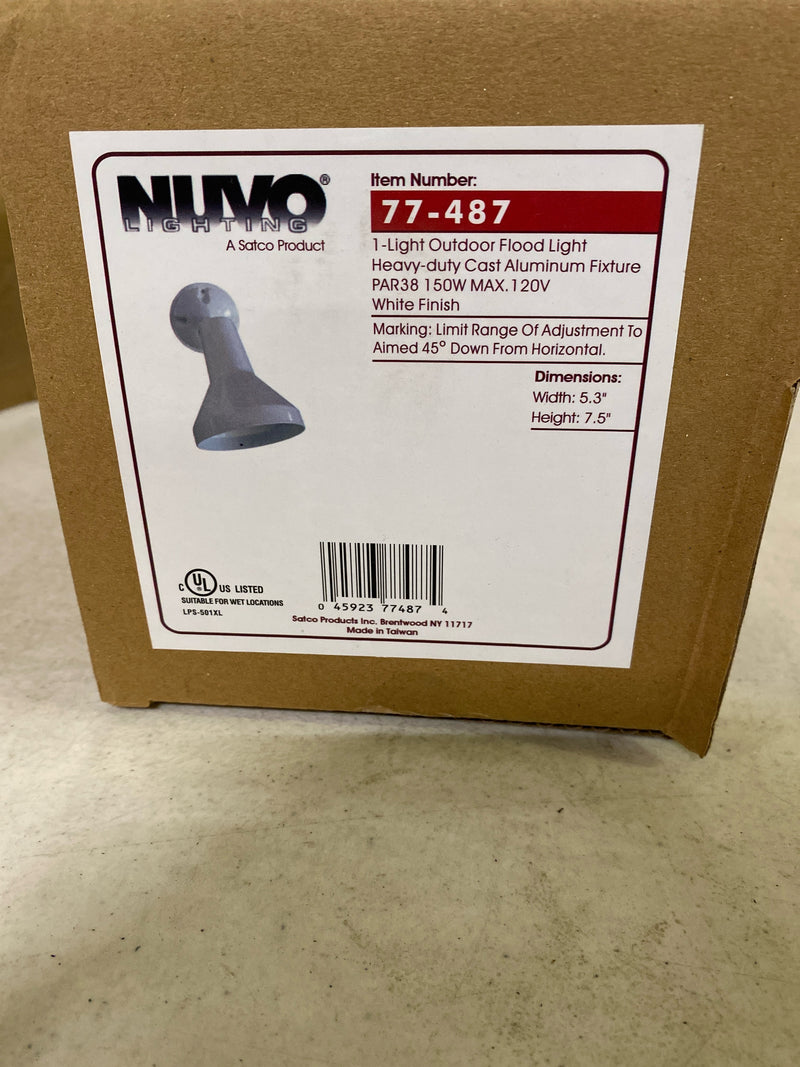 NUVO®
LIGHTING
A Satco Product
Item Number:
77-487
1-Light Outdoor Flood Light
Heavy-duty Cast Aluminum Fixture
PAR38 150W MAX. 120V
White Finish
Marking: Limit Range Of Adjustment To
Aimed 45° Down From Horizontal.
Dimensions:
Width: 5.3"
Height: 7.5"
C UL® US LISTED
SUITABLE FOR WET LOCATIONS
LPS-501XL
0 45923 77487 4
Satco Products Inc. Brentwood NY 11717
Made in Taiwan